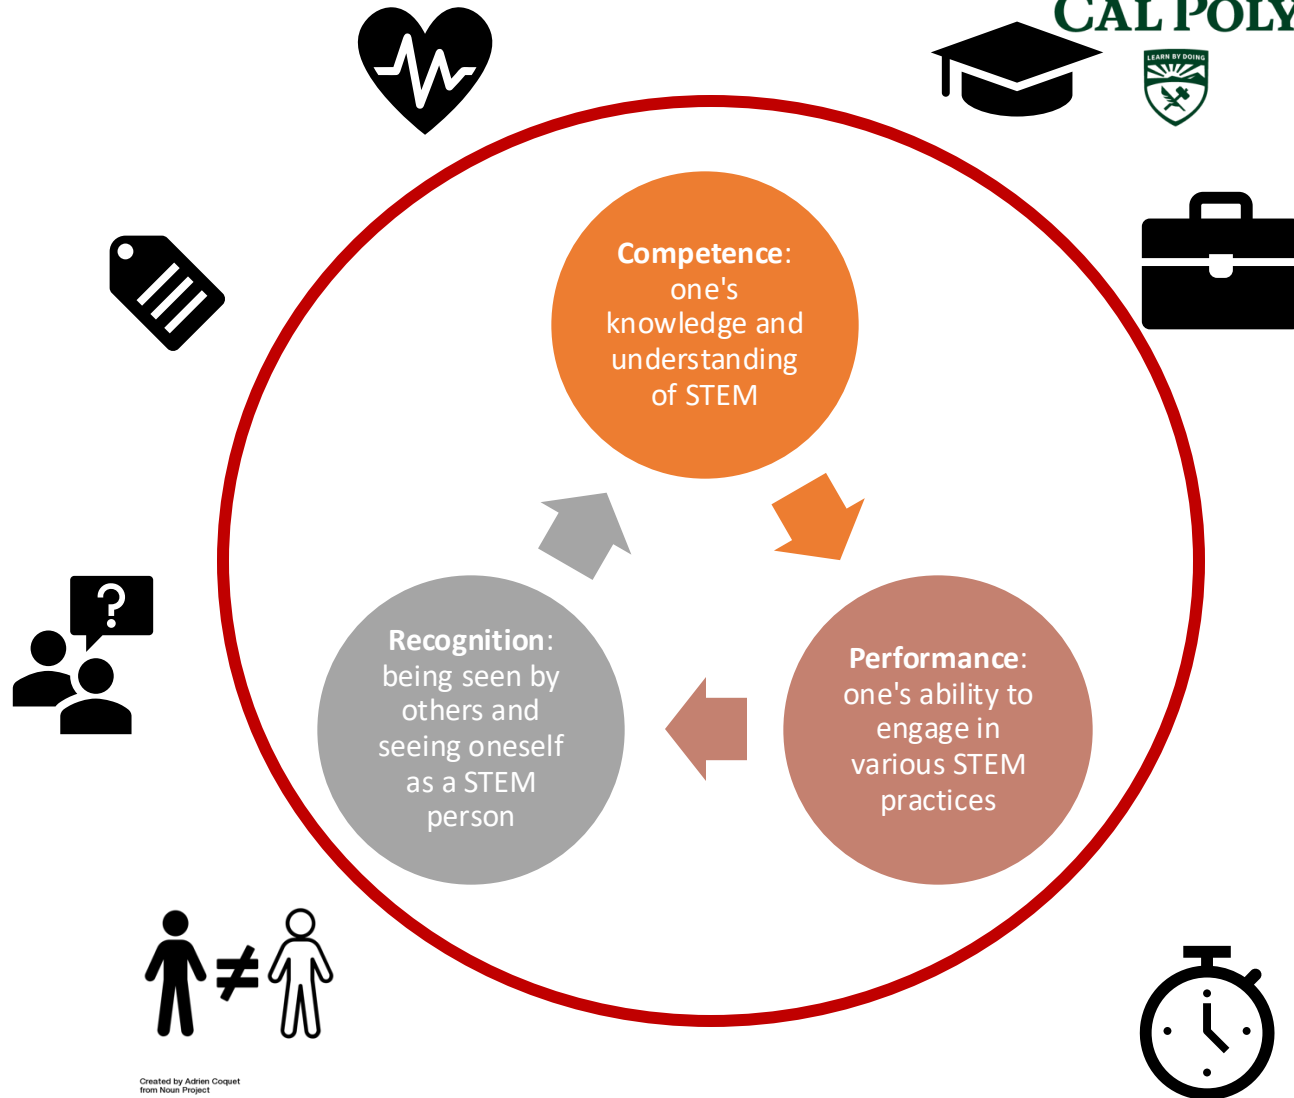 CAL POLY
LEARN BY DOING
Competence:
one's
knowledge and
understanding
of STEM
Recognition:
being seen by
others and
seeing oneself
as a STEM
person
Performance:
one's ability to
engage in
various STEM
practices
?
≠
Created by Adrien Coquet
from Noun Project